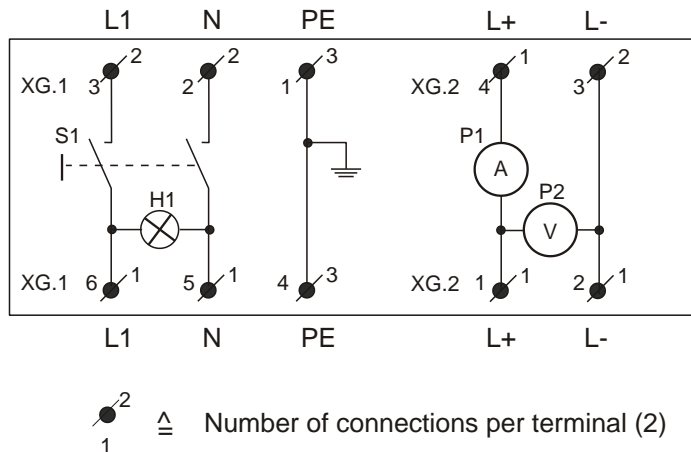 L1 N PE L+ L-
2 2 3 1 2
XG.1 3 2 1 XG.2 4 3
S1 P1
A
H1 P2
V
XG.1 6 1 5 1 4 3 XG.2 1 1 2 1
L1 N PE L+ L-
2
≙ Number of connections per terminal (2)
1